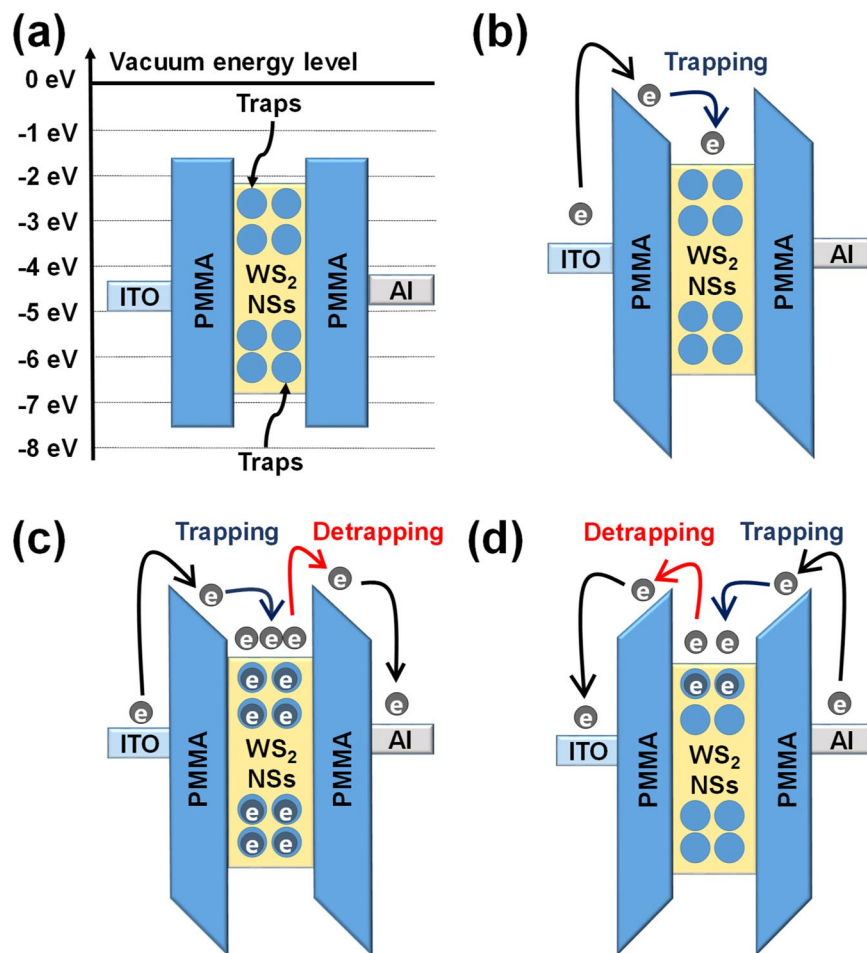 (a)
Vacuum energy level
0 eV
-1 eV
-2 eV
-3 eV
-4 eV
-5 eV
-6 eV
-7 eV
-8 eV
Traps
ITO
PMMA
WS₂
NSs
PMMA
Al
Traps
(b)
Trapping
e
e
e
ITO
PMMA
WS₂
NSs
PMMA
Al
(c)
Trapping
Detrapping
e
e
e e e
e e
e e
e
e
ITO
PMMA
WS₂
NSs
e e
e e
PMMA
Al
(d)
Detrapping
Trapping
e
e
e e
e e
e
e
ITO
PMMA
WS₂
NSs
PMMA
Al